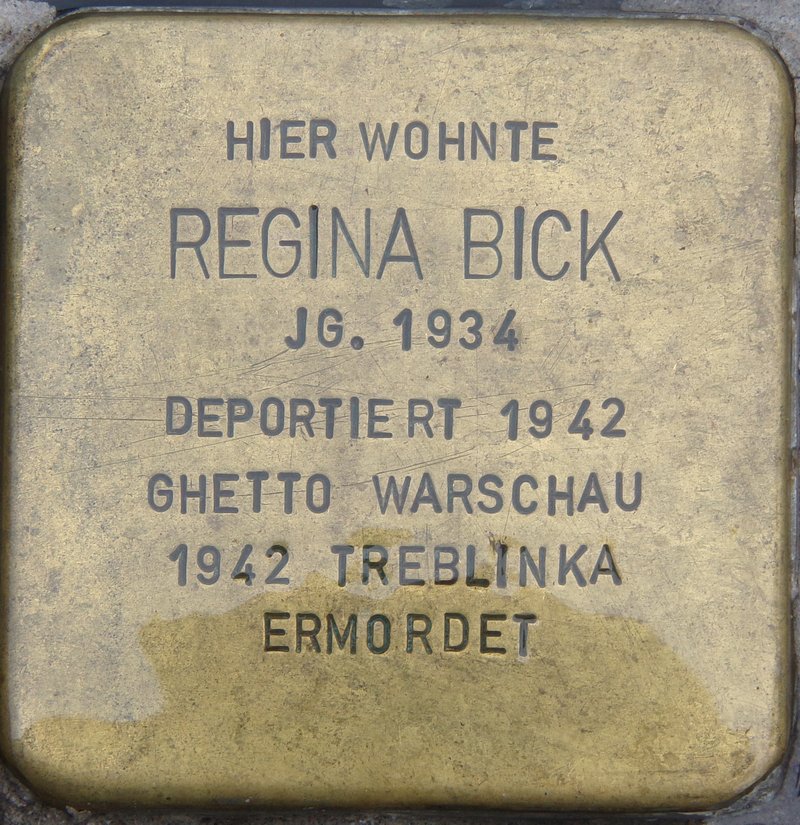 HIER WOHNTE
REGINA BICK
JG. 1934
DEPORTIERT 1942
GHETTO WARSCHAU
1942 TREBLINKA
ERMORDET